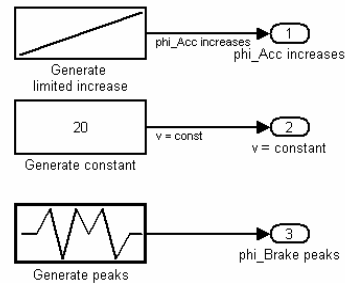 1
phi_Acc increases
phi_Acc increases
Generate
limited increase
20
2
v = const
v = constant
Generate constant
3
phi_Brake peaks
Generate peaks